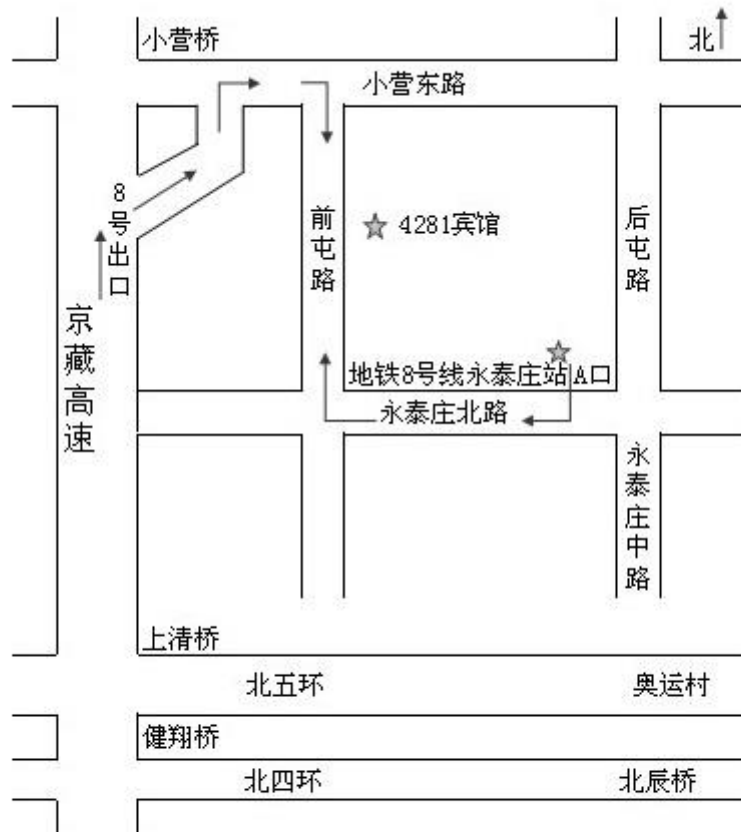 小营桥
北
小营东路
8号出口
前屯路
4281宾馆
后屯路
京藏高速
地铁8号线永泰庄站A口
永泰庄北路
永泰庄中路
上清桥
北五环
奥运村
健翔桥
北四环
北辰桥